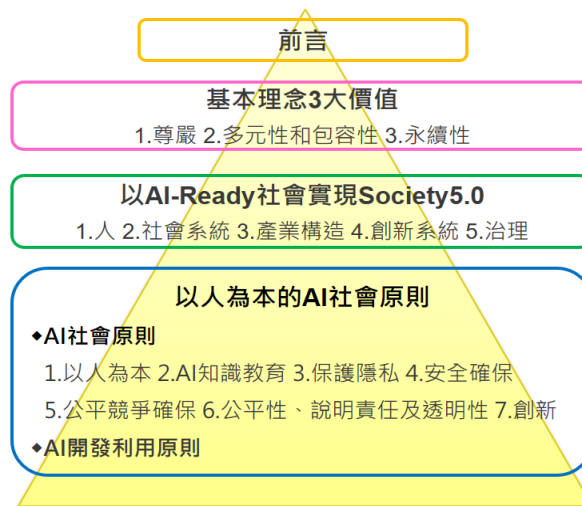 前言
基本理念3大價值
1.尊嚴 2.多元性和包容性 3.永續性
以AI-Ready社會實現Society5.0
1.人 2.社會系統 3.產業構造 4.創新系統 5.治理
以人為本的AI社會原則
◆AI社會原則
1.以人為本 2.AI知識教育 3.保護隱私 4.安全確保
5.公平競爭確保 6.公平性、說明責任及透明性 7.創新
◆AI開發利用原則